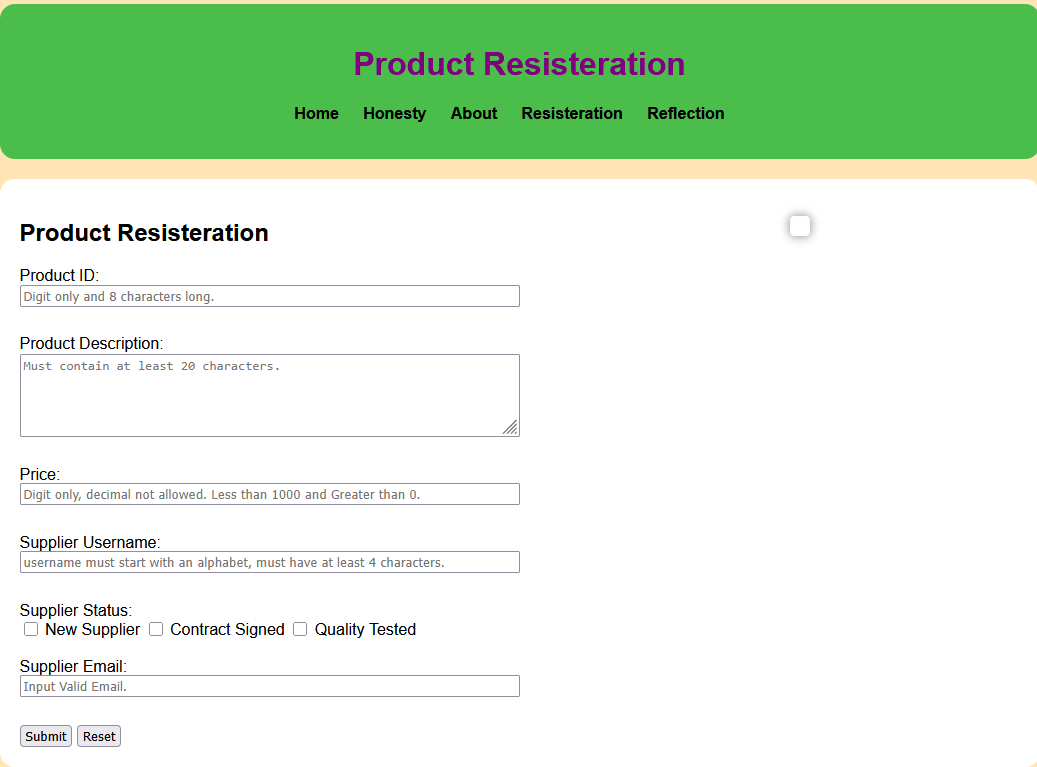 Product Resisteration
Home Honesty About Resisteration Reflection
Product Resisteration
Product ID:
Digit only and 8 characters long.
Product Description:
Must contain at least 20 characters.
Price:
Digit only, decimal not allowed. Less than 1000 and Greater than 0.
Supplier Username:
username must start with an alphabet, must have at least 4 characters.
Supplier Status:
New Supplier Contract Signed Quality Tested
Supplier Email:
Input Valid Email.
Submit Reset